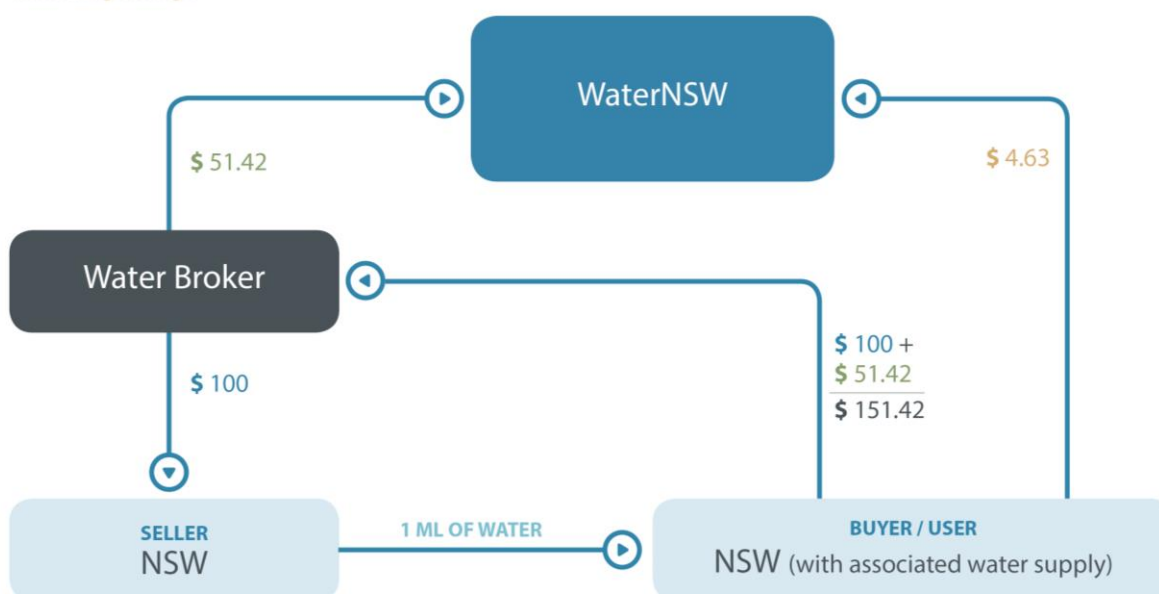 WaterNSW
$ 51.42
$ 4.63
Water Broker
$ 100 +
$ 51.42
$ 151.42
$ 100
SELLER
NSW
1 ML OF WATER
BUYER / USER
NSW (with associated water supply)